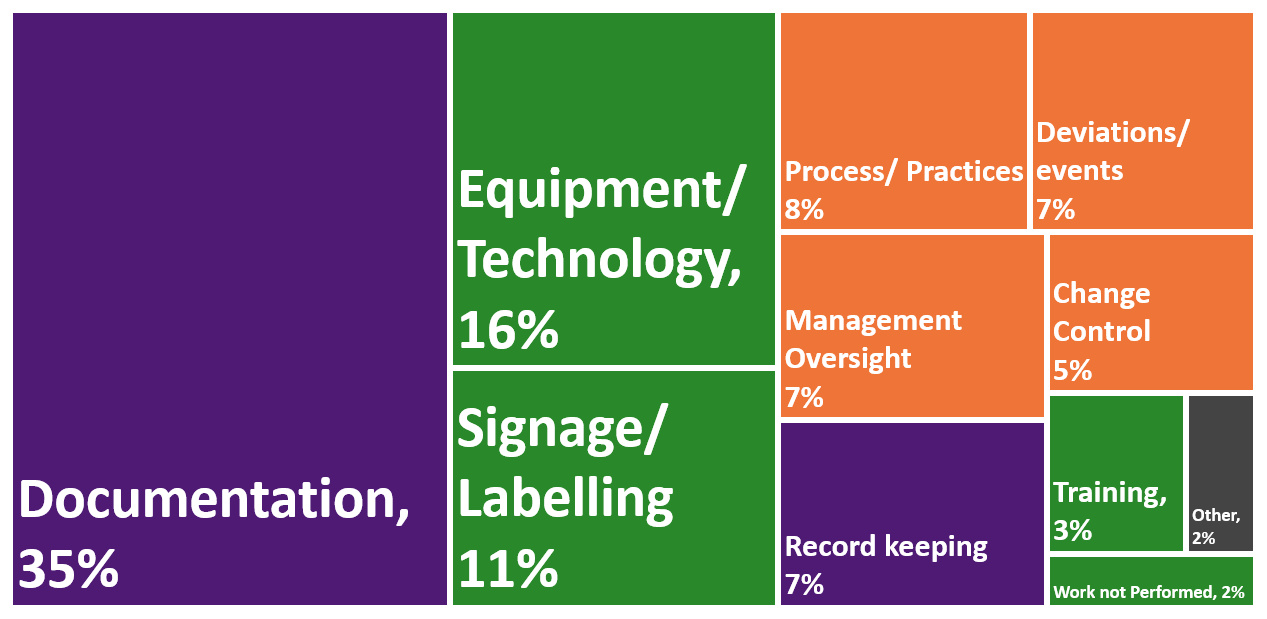 Documentation,
35%
Equipment/
Technology,
16%
Signage/
Labelling
11%
Process/ Practices
8%
Deviations/
events
7%
Management
Oversight
7%
Change
Control
5%
Record keeping
7%
Training,
3%
Other,
2%
Work not Performed, 2%